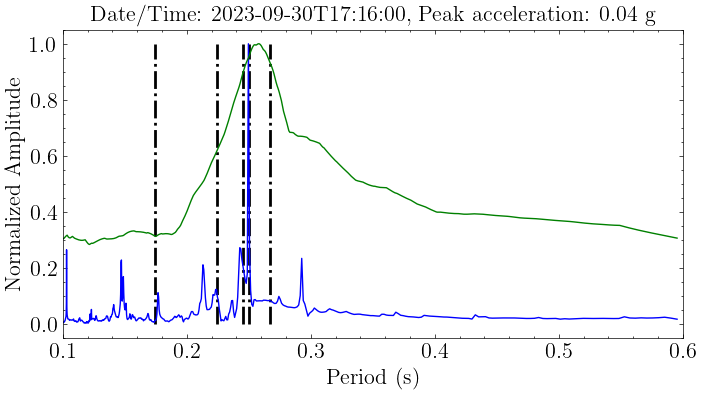 Date/Time: 2023-09-30T17:16:00, Peak acceleration: 0.04 g
Normalized Amplitude
1.0
0.8
0.6
0.4
0.2
0.0
0.1 0.2 0.3 0.4 0.5 0.6
Period (s)